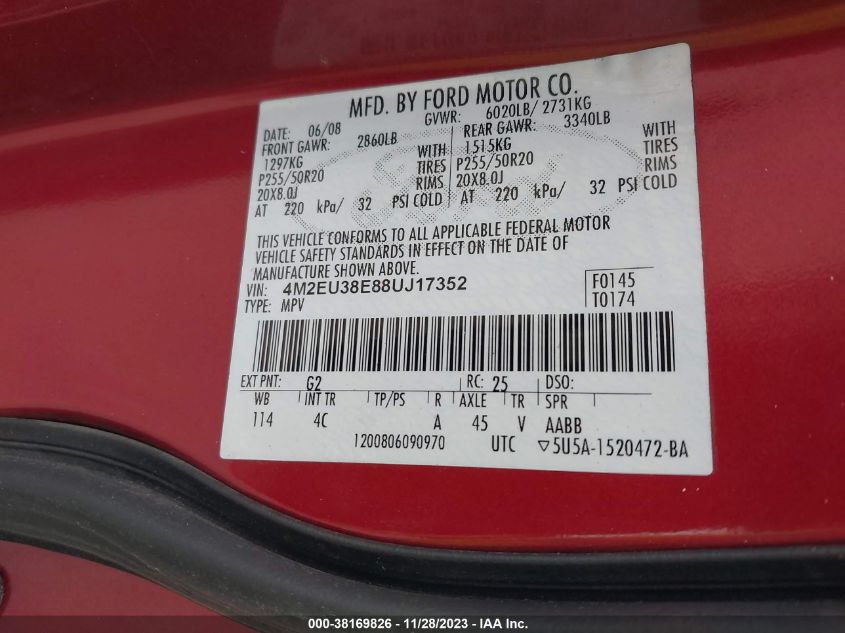 MFD. BY FORD MOTOR CO.
DATE: 06/08 GVWR: 6020LB/ 2731KG
FRONT GAWR: 2860LB REAR GAWR: 3340LB
1297KG WITH 1515KG WITH
P255/50R20 TIRES P255/50R20 TIRES
20X8.0J RIMS 20X8.0J RIMS
AT 220 kPa/ 32 PSI COLD AT 220 kPa/ 32 PSI COLD
THIS VEHICLE CONFORMS TO ALL APPLICABLE FEDERAL MOTOR
VEHICLE SAFETY STANDARDS IN EFFECT ON THE DATE OF
MANUFACTURE SHOWN ABOVE.
VIN: 4M2EU38E88UJ17352 F0145
TYPE: MPV T0174
EXT PNT: G2 RC: 25 DSO:
WB INT TR TP/PS R AXLE TR SPR
114 4C A 45 V AABB
1200806090970 UTC ▽5U5A-1520472-BA
000-38169826 - 11/28/2023 - IAA Inc.